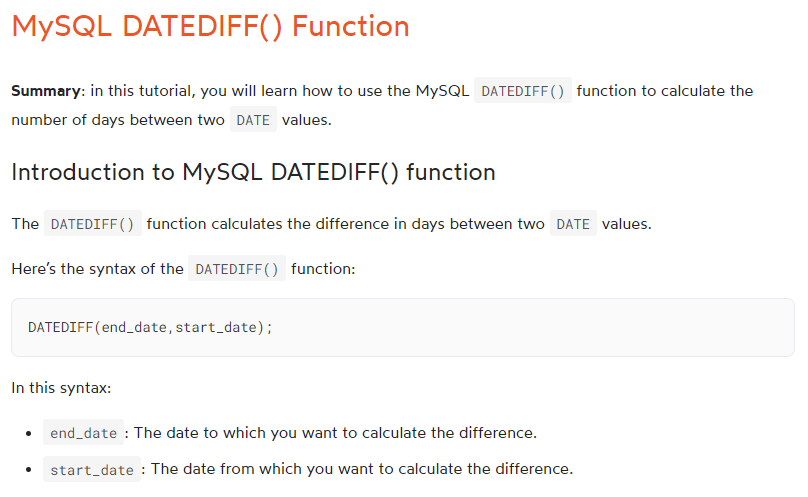 MySQL DATEDIFF() Function
Summary: in this tutorial, you will learn how to use the MySQL DATEDIFF() function to calculate the
number of days between two DATE values.
Introduction to MySQL DATEDIFF() function
The DATEDIFF() function calculates the difference in days between two DATE values.
Here’s the syntax of the DATEDIFF() function:
DATEDIFF(end_date,start_date);
In this syntax:
• end_date : The date to which you want to calculate the difference.
• start_date : The date from which you want to calculate the difference.